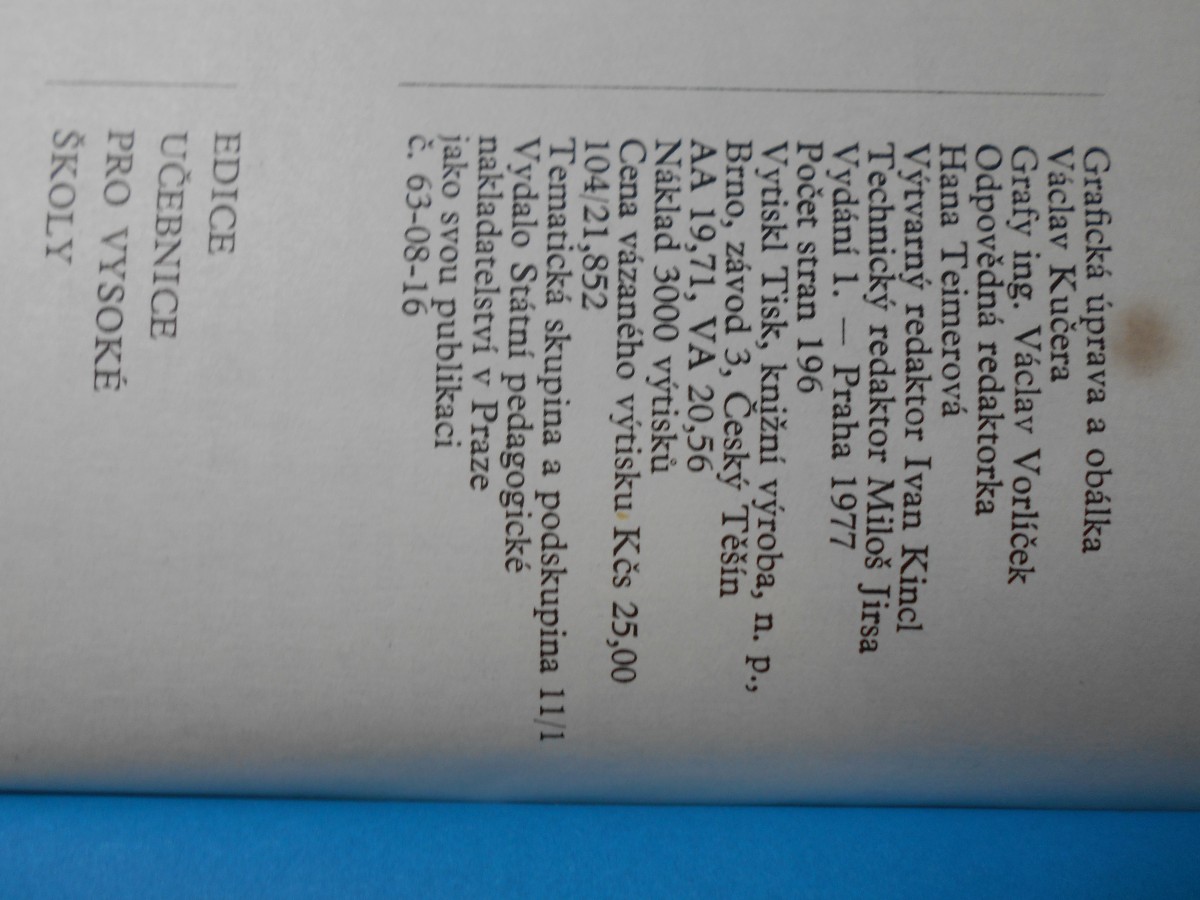 Grafická úprava a obálka
Václav Kučera
Grafy ing. Václav Vorlíček
Odpovědná redaktorka
Hana Teimerová
Výtvarný redaktor Ivan Kincl
Technický redaktor Miloš Jirsa
Vydání 1. — Praha 1977
Počet stran 196
Vytiskl Tisk, knižní výroba, n. p.,
Brno, závod 3, Český Těšín
AA 19,71, VA 20,56
Náklad 3000 výtisků
Cena vázaného výtisku Kčs 25,00
104/21,852
Tematická skupina a podskupina 11/1
Vydalo Státní pedagogické
nakladatelství v Praze
jako svou publikaci
č. 63-08-16
EDICE
UČEBNICE
PRO VYSOKÉ
ŠKOLY